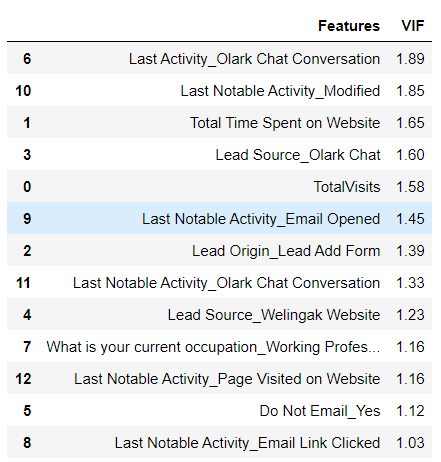 Features VIF
6 Last Activity_Olark Chat Conversation 1.89
10 Last Notable Activity_Modified 1.85
1 Total Time Spent on Website 1.65
3 Lead Source_Olark Chat 1.60
0 TotalVisits 1.58
9 Last Notable Activity_Email Opened 1.45
2 Lead Origin_Lead Add Form 1.39
11 Last Notable Activity_Olark Chat Conversation 1.33
4 Lead Source_Welingak Website 1.23
7 What is your current occupation_Working Profes... 1.16
12 Last Notable Activity_Page Visited on Website 1.16
5 Do Not Email_Yes 1.12
8 Last Notable Activity_Email Link Clicked 1.03